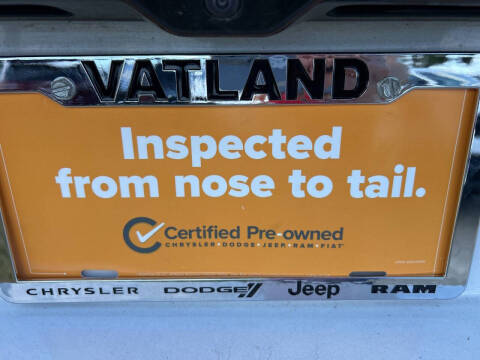 VATLAND
Inspected
from nose to tail.
Certified Pre-owned
CHRYSLER•DODGE•JEEP•RAM•FIAT
CHRYSLER DODGE// Jeep RAM